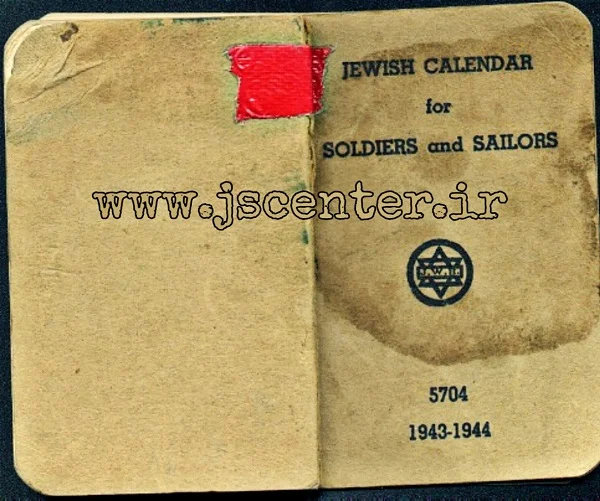 JEWISH CALENDAR
for
SOLDIERS and SAILORS
www.jscenter.ir
J.W.B.
5704
1943-1944